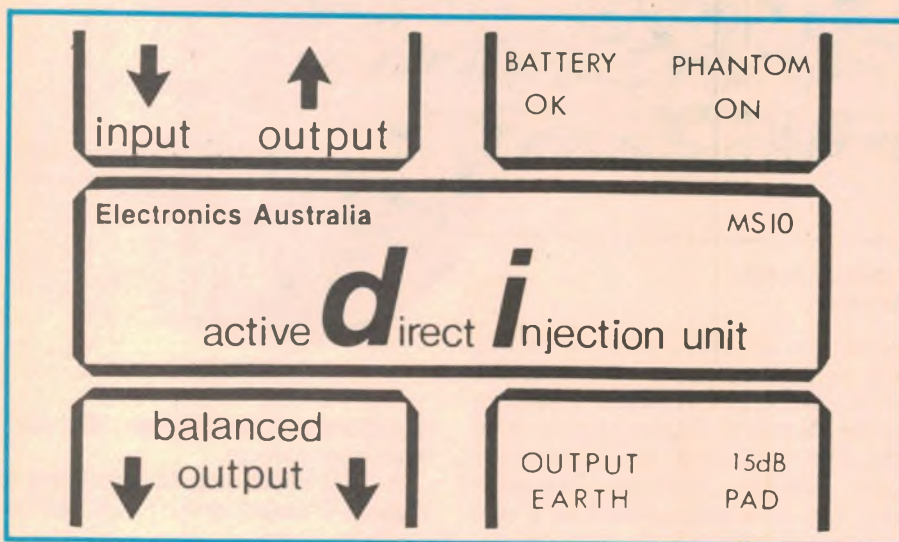 input output
BATTERY PHANTOM
OK ON
Electronics Australia MS10
active direct injection unit
balanced
output
OUTPUT 15dB
EARTH PAD